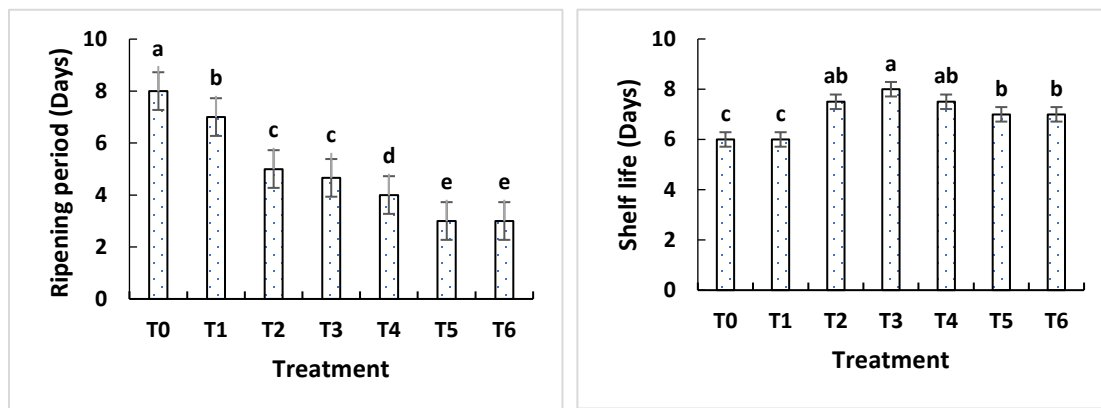 Ripening period (Days)
10
8
6
4
2
0
a
b
c
c
d
e
e
T0 T1 T2 T3 T4 T5 T6
Treatment
Shelf life (Days)
10
8
6
4
2
0
c
c
ab
a
ab
b
b
T0 T1 T2 T3 T4 T5 T6
Treatment